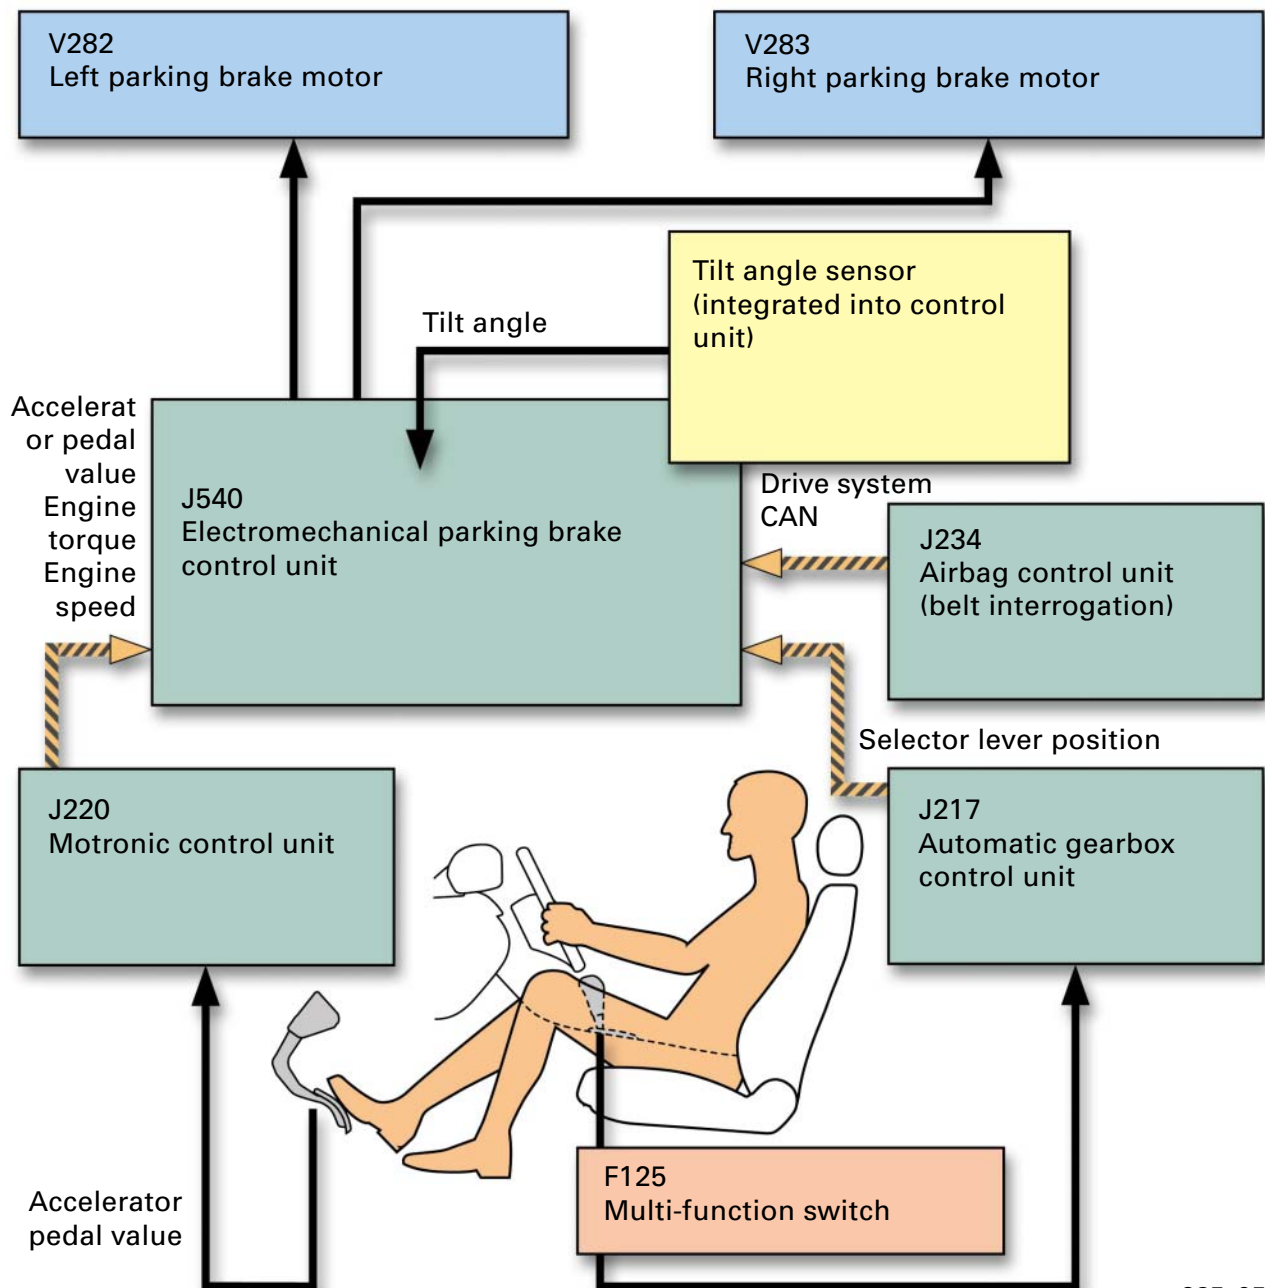 V282
Left parking brake motor
V283
Right parking brake motor
Tilt angle sensor
(integrated into control
unit)
Tilt angle
Accelerat
or pedal
value
Engine
torque
Engine
speed
J540
Electromechanical parking brake
control unit
Drive system
CAN
J234
Airbag control unit
(belt interrogation)
Selector lever position
J220
Motronic control unit
J217
Automatic gearbox
control unit
F125
Multi-function switch
Accelerator
pedal value